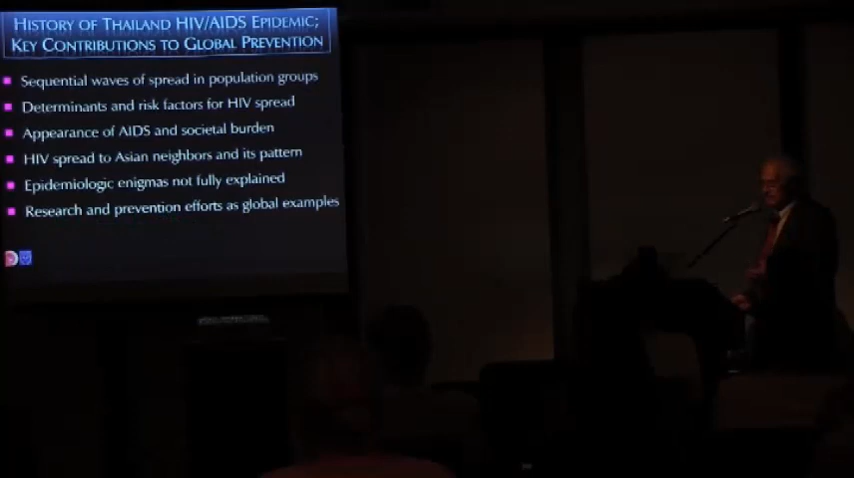 HISTORY OF THAILAND HIV/AIDS EPIDEMIC;
KEY CONTRIBUTIONS TO GLOBAL PREVENTION
Sequential waves of spread in population groups
Determinants and risk factors for HIV spread
Appearance of AIDS and societal burden
HIV spread to Asian neighbors and its pattern
Epidemiologic enigmas not fully explained
Research and prevention efforts as global examples